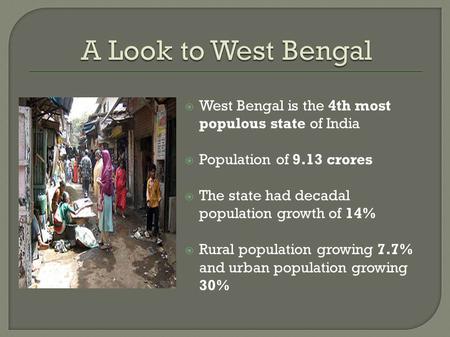 A Look to West Bengal
West Bengal is the 4th most
populous state of India
Population of 9.13 crores
The state had decadal
population growth of 14%
Rural population growing 7.7%
and urban population growing
30%